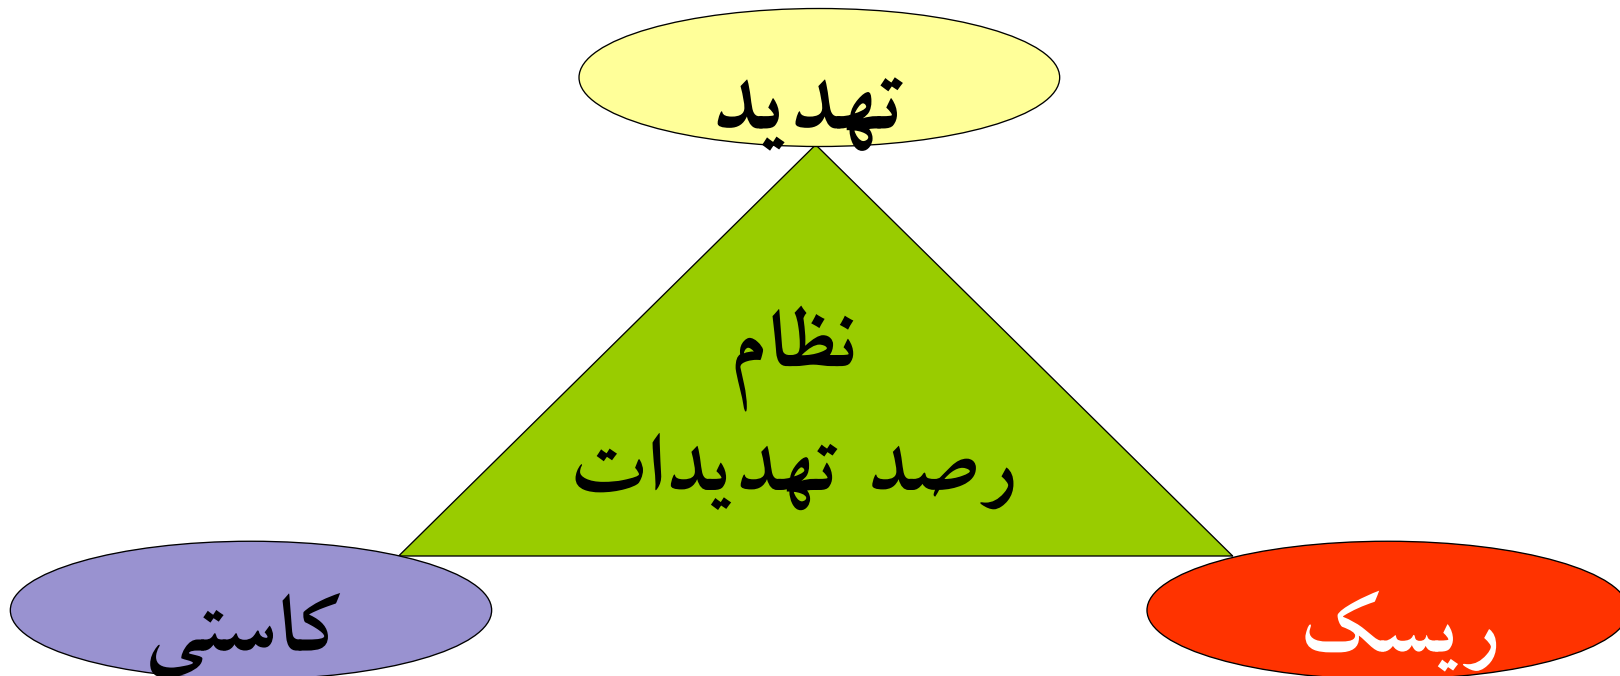 تهدید
نظام
رصد تهدیدات
ریسک
کاستی